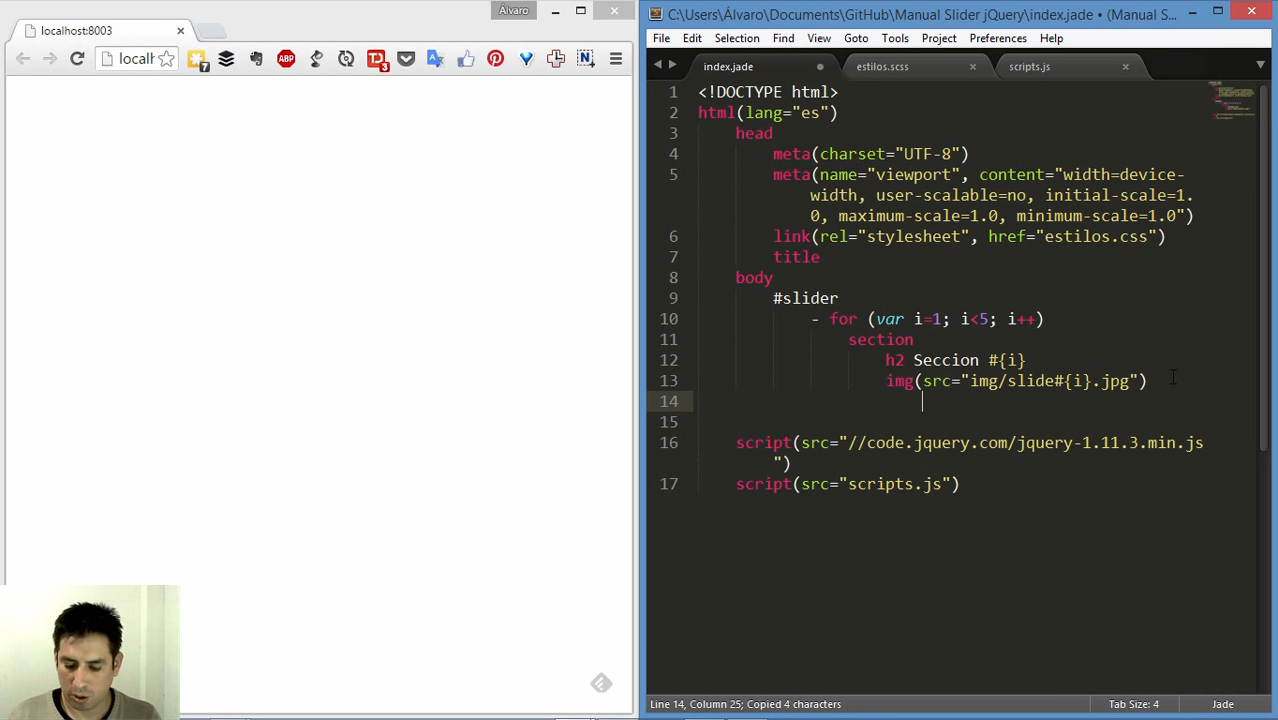 Álvaro
localhost:8003
localh
7
3
C:\Users\Álvaro\Documents\GitHub\Manual Slider jQuery\index.jade • (Manual S...
File Edit Selection Find View Goto Tools Project Preferences Help
index.jade
estilos.scss
scripts.js
1 <!DOCTYPE html>
2 html(lang="es")
3 head
4 meta(charset="UTF-8")
5 meta(name="viewport", content="width=device-
width, user-scalable=no, initial-scale=1.
0, maximum-scale=1.0, minimum-scale=1.0")
6 link(rel="stylesheet", href="estilos.css")
7 title
8 body
9 #slider
10 - for (var i=1; i<5; i++)
11 section
12 h2 Seccion #{i}
13 img(src="img/slide#{i}.jpg")
14
15
16 script(src="//code.jquery.com/jquery-1.11.3.min.js
")
17 script(src="scripts.js")
Line 14, Column 25; Copied 4 characters
Tab Size: 4
Jade